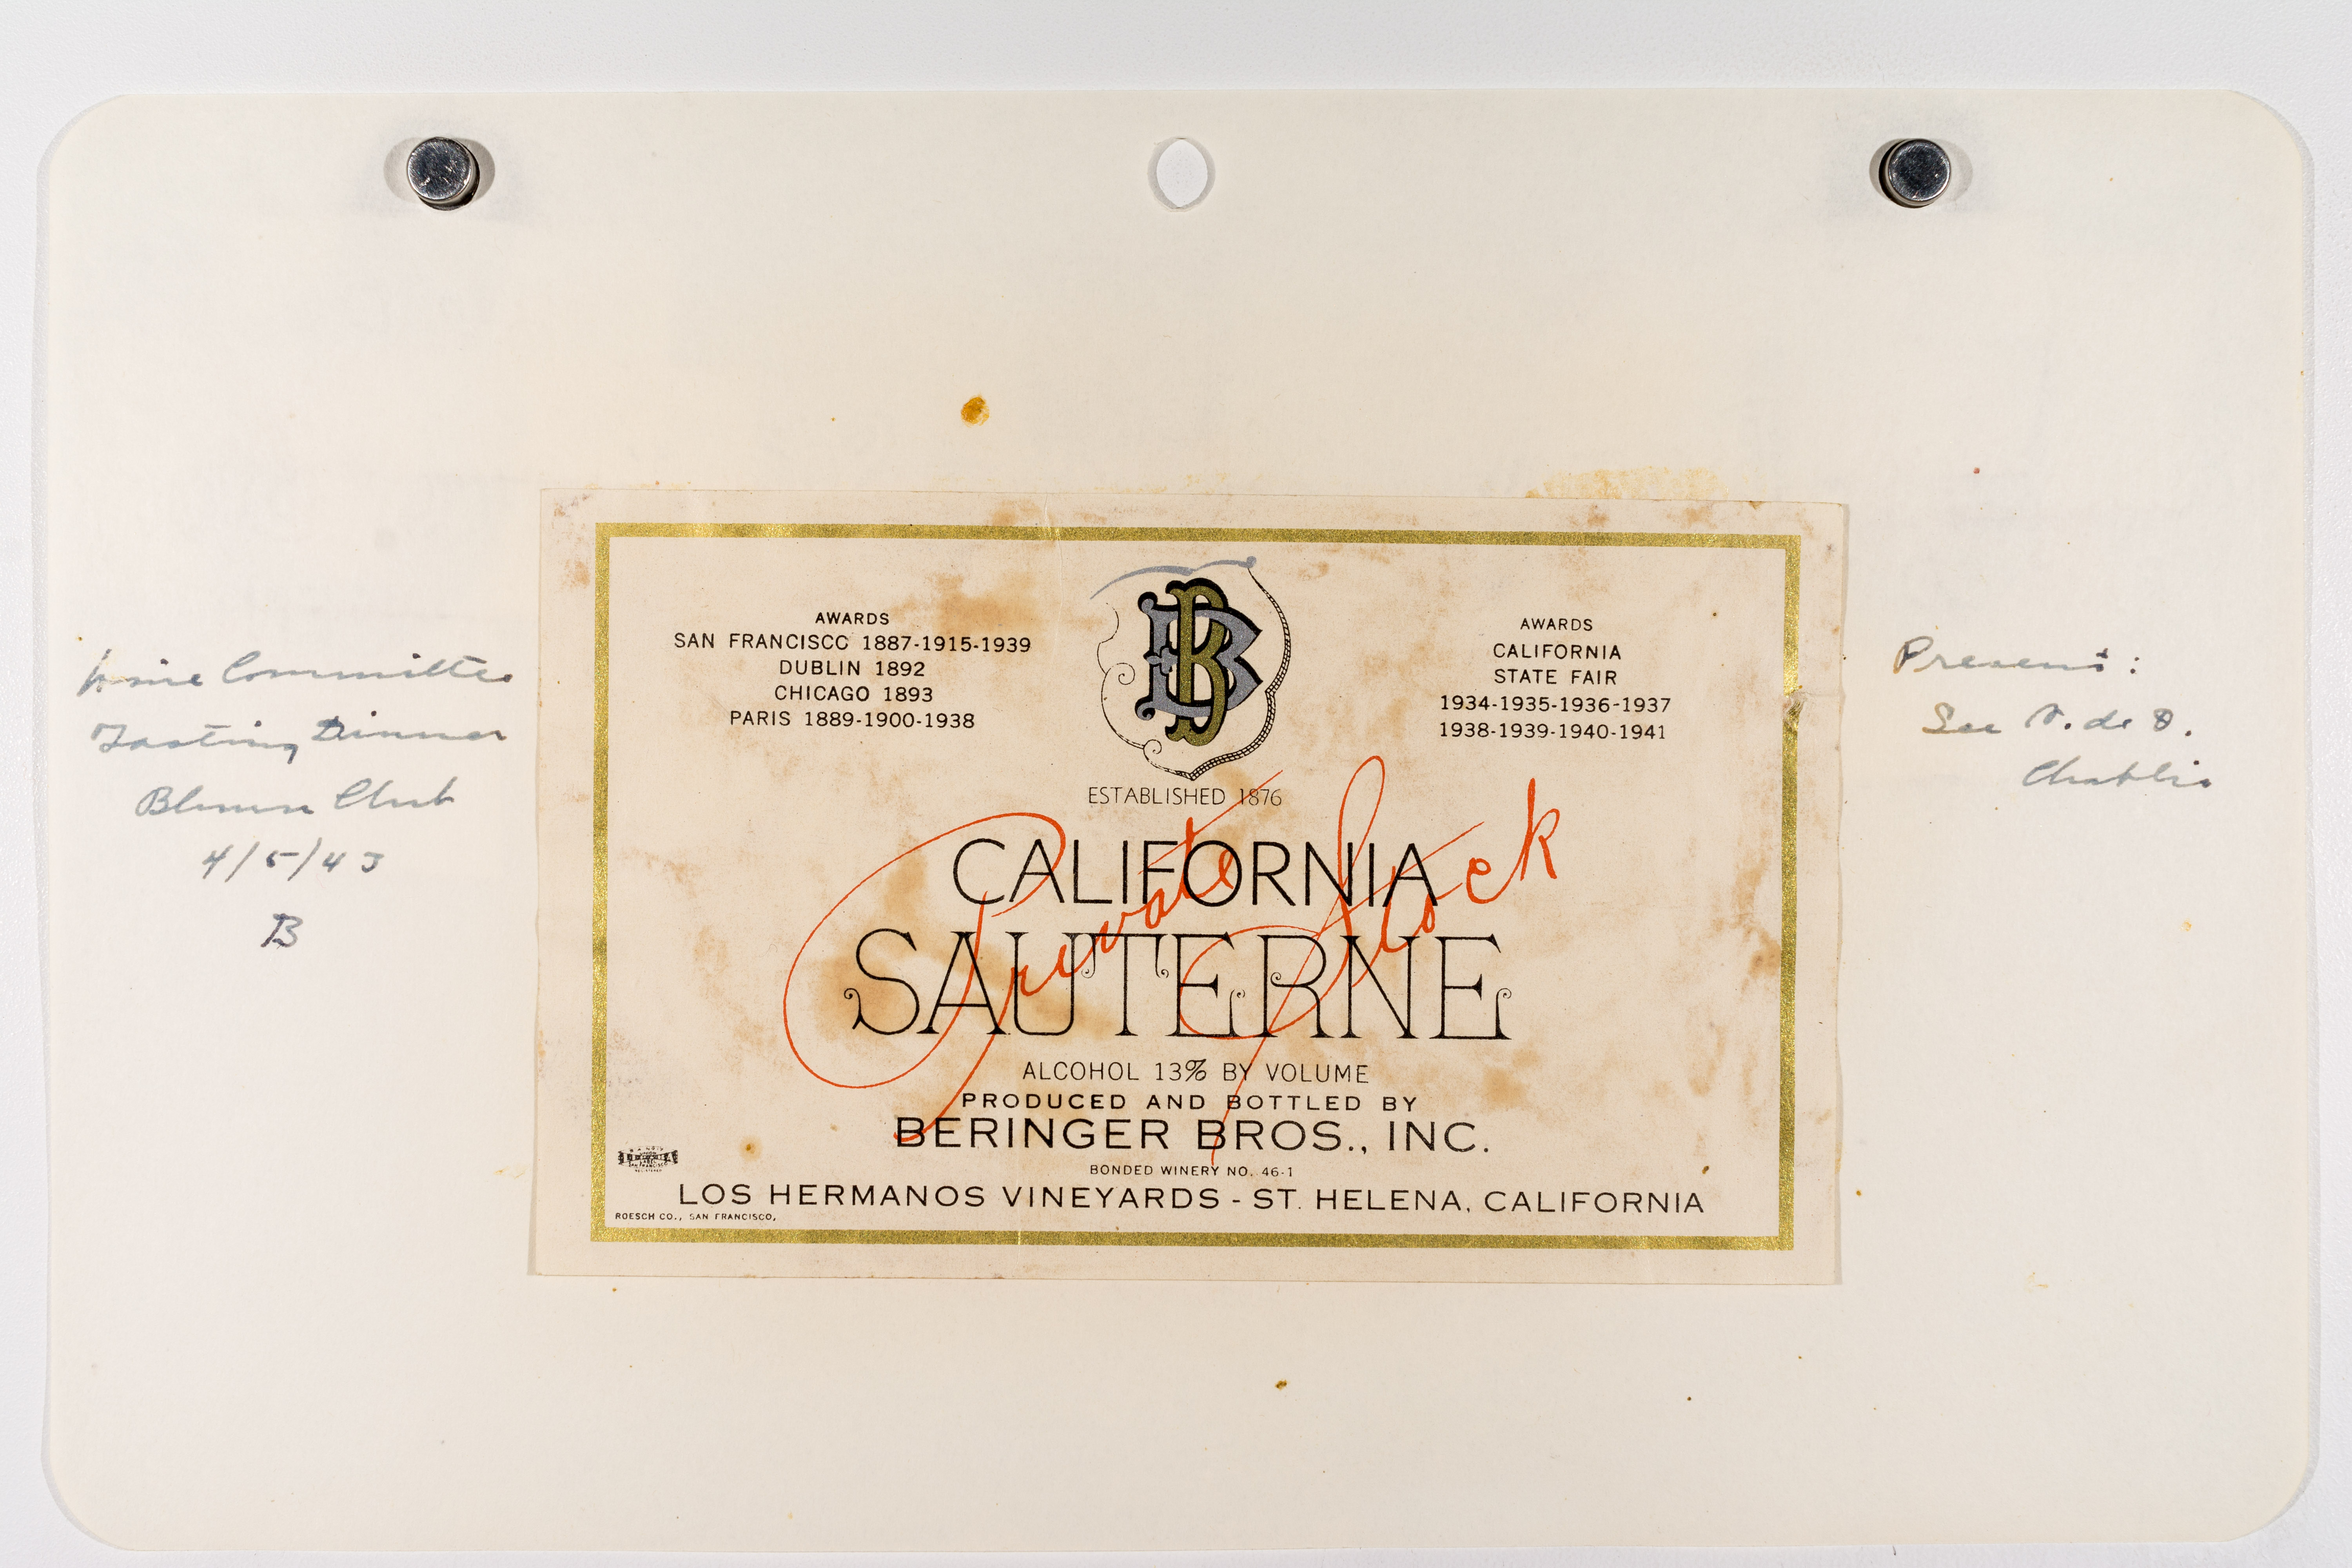 Wine Committee
Tasting Dinner
Club
4/5/43
B
AWARDS
SAN FRANCISCO 1887-1915-1939
DUBLIN 1892
CHICAGO 1893
PARIS 1889-1900-1938
BB
ESTABLISHED 1876
AWARDS
CALIFORNIA
STATE FAIR
1934-1935-1936-1937
1938-1939-1940-1941
Private Stock
CALIFORNIA
SAUTERNE
ALCOHOL 13% BY VOLUME
PRODUCED AND BOTTLED BY
BERINGER BROS., INC.
BONDED WINERY NO. 46-1
LOS HERMANOS VINEYARDS - ST. HELENA, CALIFORNIA
ROESCH CO., SAN FRANCISCO,
Present:
See V. de V.
Chablis